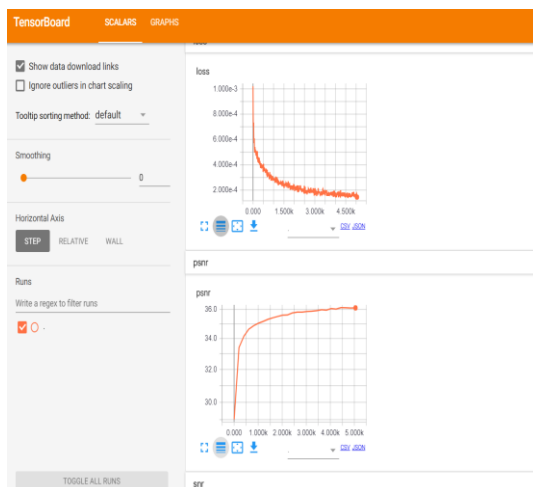 TensorBoard SCALARS GRAPHS
Show data download links
Ignore outliers in chart scaling
Tooltip sorting method: default
Smoothing
0
Horizontal Axis
STEP RELATIVE WALL
Runs
Write a regex to filter runs
-
TOGGLE ALL RUNS
loss
1.000e-3
8.000e-4
6.000e-4
4.000e-4
2.000e-4
0.000 1.500k 3.000k 4.500k
CSV JSON
psnr
psnr
36.0
34.0
32.0
30.0
0.000 1.000k 2.000k 3.000k 4.000k 5.000k
CSV JSON
snr